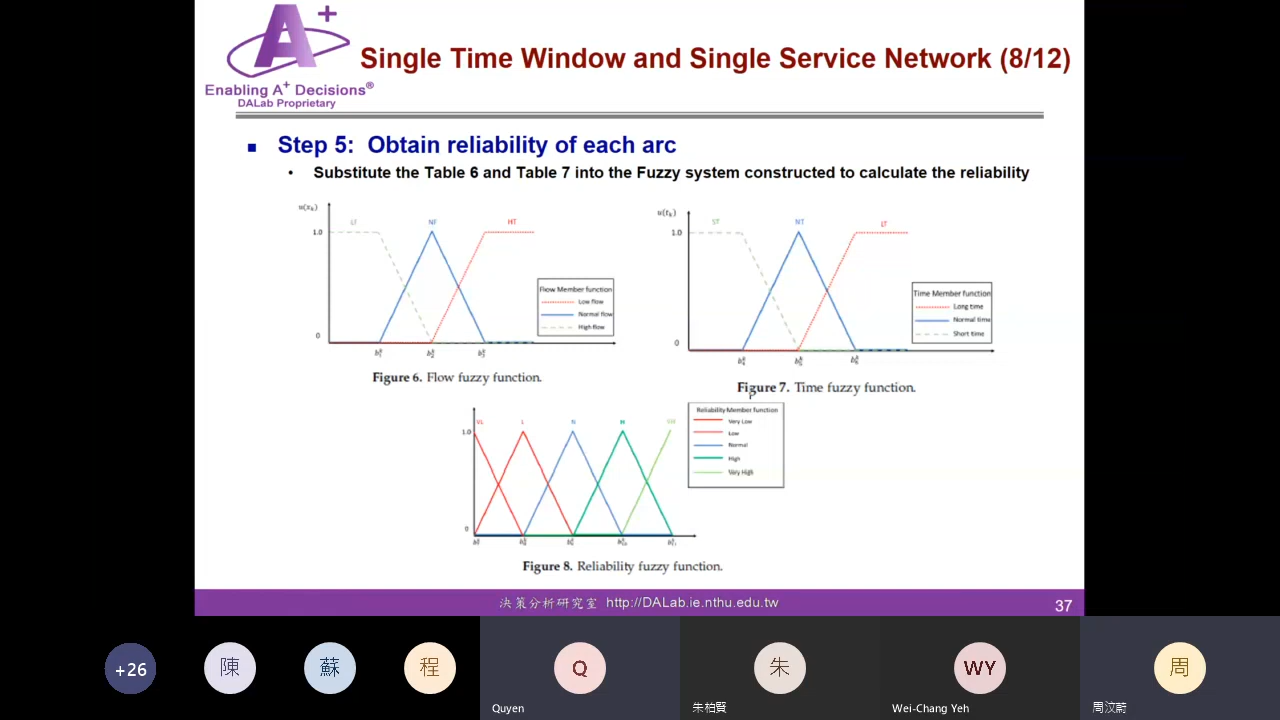 A+
Enabling A+ Decisions®
DALab Proprietary
Single Time Window and Single Service Network (8/12)
Step 5: Obtain reliability of each arc
• Substitute the Table 6 and Table 7 into the Fuzzy system constructed to calculate the reliability
LF
NF
HT
1.0
0
Flow Member function
Low flow
Normal flow
High flow
Figure 6. Flow fuzzy function.
ST
NT
LT
1.0
0
Time Member function
Long time
Normal time
Short time
Figure 7. Time fuzzy function.
VL
L
N
H
1.0
0
Reliability Member function
Very Low
Low
Normal
High
Very High
Figure 8. Reliability fuzzy function.
決策分析研究室 http://DALab.ie.nthu.edu.tw
37
+26
陳
蘇
程
Q
Quyen
朱
朱柏賢
WY
Wei-Chang Yeh
周